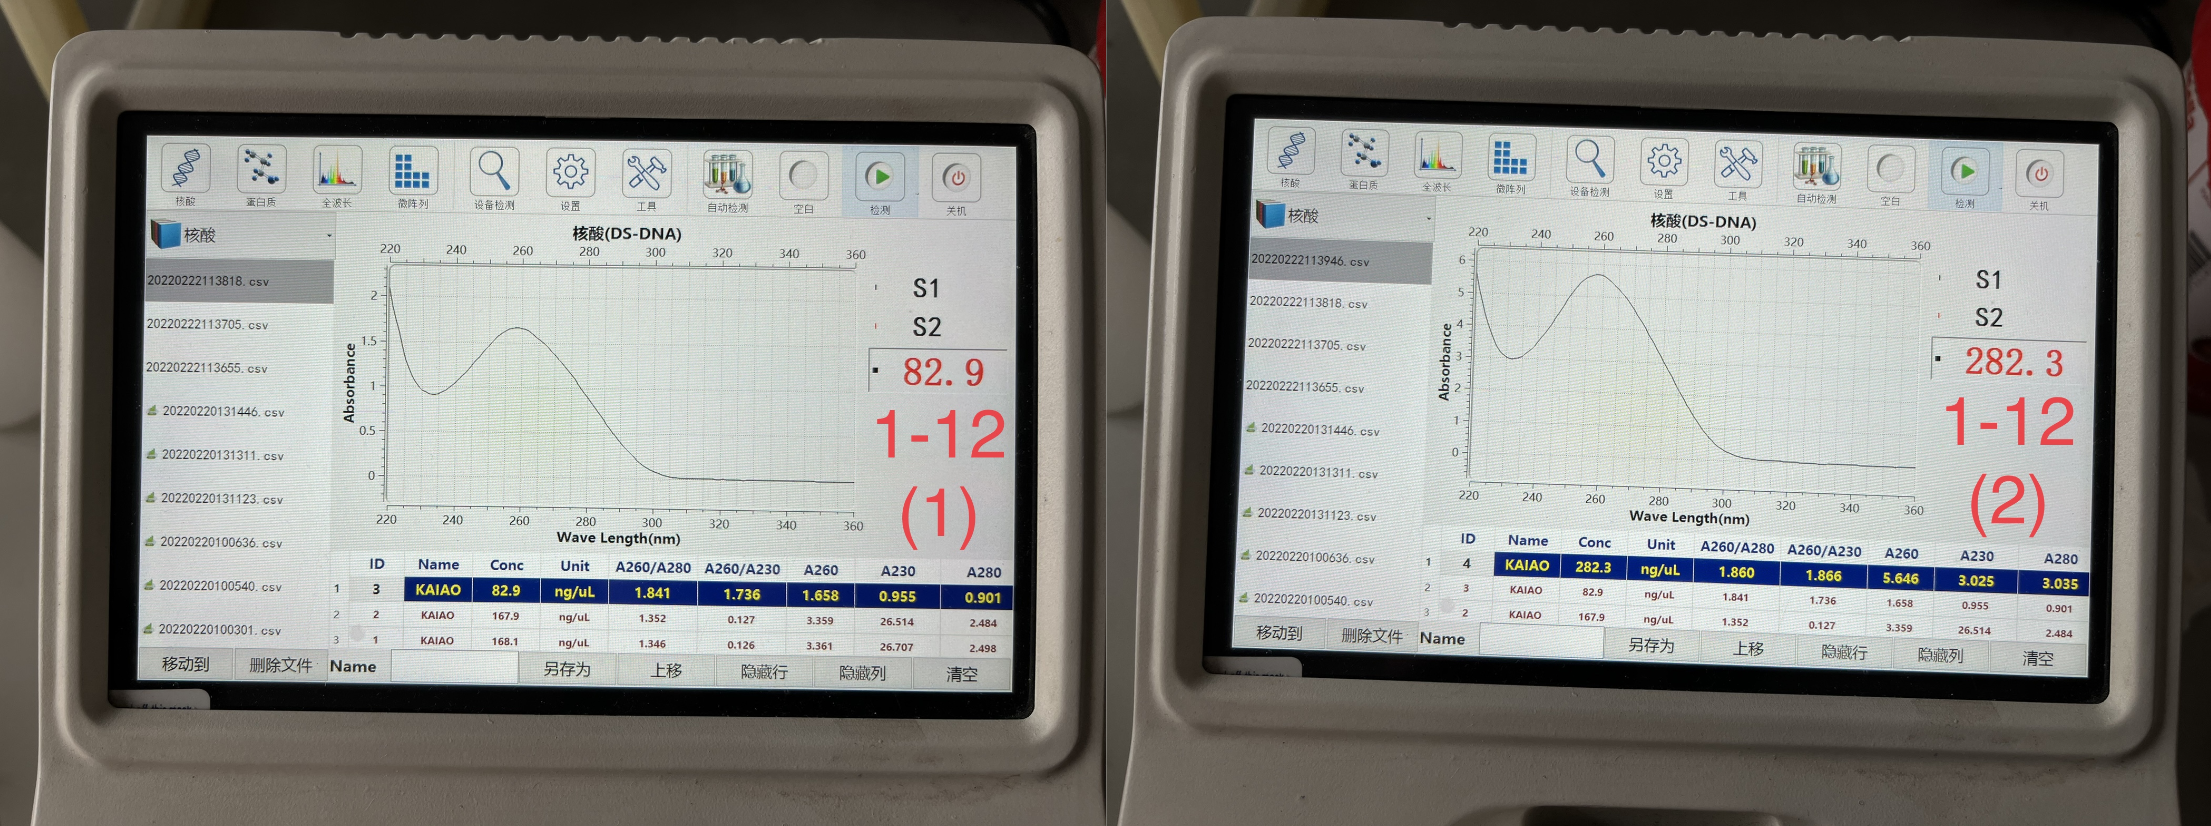 核酸 蛋白质 全波长 微阵列 设备检测 设置 工具 自动检测 空白 检测 关机
核酸
20220222113818.csv
20220222113705.csv
20220222113655.csv
20220220131446.csv
20220220131311.csv
20220220131123.csv
20220220100636.csv
20220220100540.csv
20220220100301.csv
移动到 删除文件
核酸(DS-DNA)
220 240 260 280 300 320 340 360
2
1.5
1
0.5
0
Absorbance
220 240 260 280 300 320 340 360
Wave Length(nm)
S1
S2
82.9
1-12
(1)
ID Name Conc Unit A260/A280 A260/A230 A260 A230 A280
1 3 KAIAO 82.9 ng/uL 1.841 1.736 1.658 0.955 0.901
2 2 KAIAO 167.9 ng/uL 1.352 0.127 3.359 26.514 2.484
3 1 KAIAO 168.1 ng/uL 1.346 0.126 3.361 26.707 2.498
Name 另存为 上移 隐藏行 隐藏列 清空
核酸 蛋白质 全波长 微阵列 设备检测 设置 工具 自动检测 空白 检测 关机
核酸
20220222113946.csv
20220222113818.csv
20220222113705.csv
20220222113655.csv
20220220131446.csv
20220220131311.csv
20220220131123.csv
20220220100636.csv
20220220100540.csv
移动到 删除文件
核酸(DS-DNA)
220 240 260 280 300 320 340 360
6
5
4
3
2
1
0
Absorbance
220 240 260 280 300 320 340 360
Wave Length(nm)
S1
S2
282.3
1-12
(2)
ID Name Conc Unit A260/A280 A260/A230 A260 A230 A280
1 4 KAIAO 282.3 ng/uL 1.860 1.866 5.646 3.025 3.035
2 3 KAIAO 82.9 ng/uL 1.841 1.736 1.658 0.955 0.901
3 2 KAIAO 167.9 ng/uL 1.352 0.127 3.359 26.514 2.484
Name 另存为 上移 隐藏行 隐藏列 清空